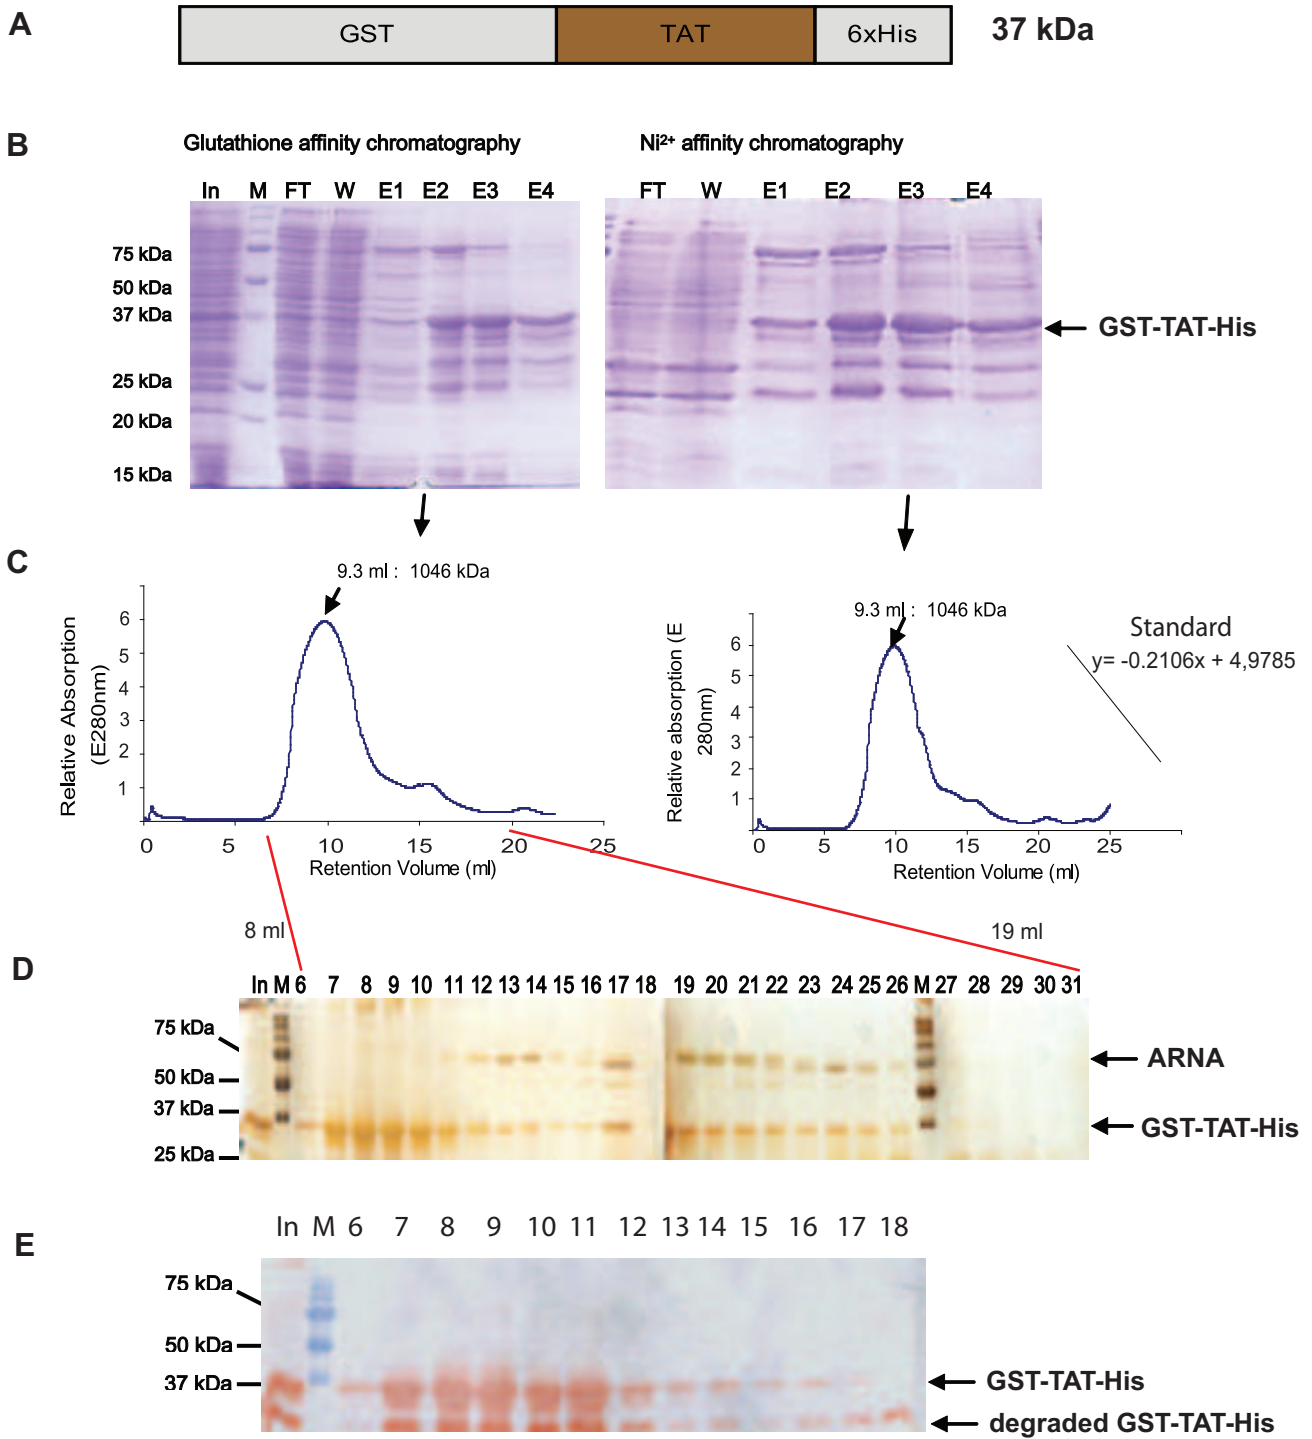 A
GST TAT 6xHis 37 kDa
B
Glutathione affinity chromatography Ni²⁺ affinity chromatography
In M FT W E1 E2 E3 E4 FT W E1 E2 E3 E4
75 kDa
50 kDa
37 kDa
GST-TAT-His
25 kDa
20 kDa
15 kDa
C
9.3 ml : 1046 kDa
Relative Absorption
(E280nm)
6
5
4
3
2
1
0 5 10 15 20 25
Retention Volume (ml)
9.3 ml : 1046 kDa
Relative absorption (E
280nm)
6
5
4
3
2
1
0 5 10 15 20 25
Retention Volume (ml)
Standard
y= -0.2106x + 4,9785
8 ml 19 ml
D
In M 6 7 8 9 10 11 12 13 14 15 16 17 18 19 20 21 22 23 24 25 26 M 27 28 29 30 31
75 kDa
ARNA
50 kDa
37 kDa
GST-TAT-His
25 kDa
E
In M 6 7 8 9 10 11 12 13 14 15 16 17 18
75 kDa
50 kDa
37 kDa
GST-TAT-His
degraded GST-TAT-His